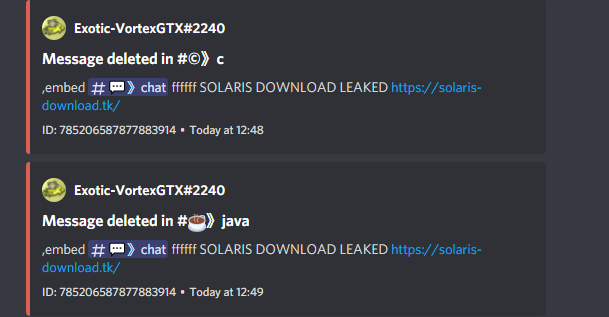 Exotic-VortexGTX#2240
Message deleted in #©》c
,embed # 💬》chat ffffff SOLARIS DOWNLOAD LEAKED https://solaris-
download.tk/
ID: 785206587877883914 • Today at 12:48
Exotic-VortexGTX#2240
Message deleted in #☕》java
,embed # 💬》chat ffffff SOLARIS DOWNLOAD LEAKED https://solaris-
download.tk/
ID: 785206587877883914 • Today at 12:49